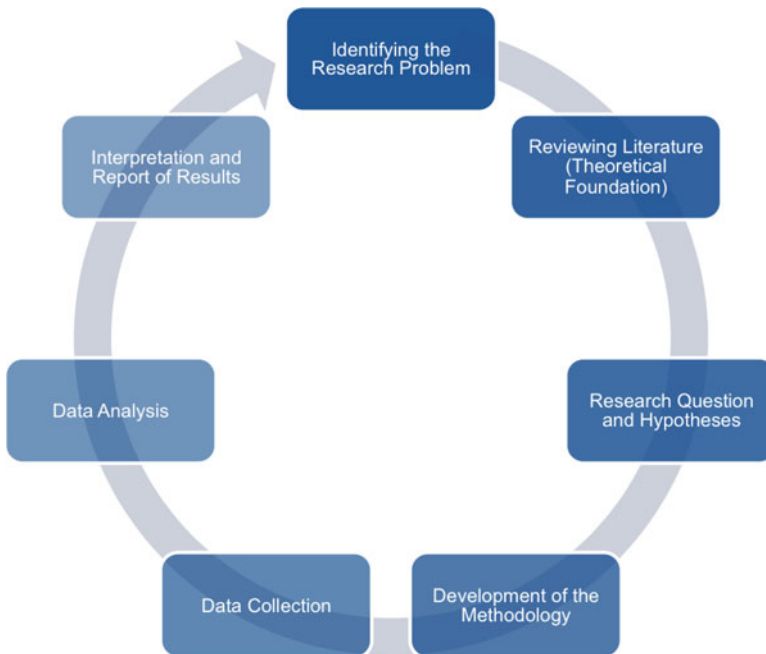 Identifying the
Research Problem
Reviewing Literature
(Theoretical
Foundation)
Research Question
and Hypotheses
Development of the
Methodology
Data Collection
Data Analysis
Interpretation and
Report of Results